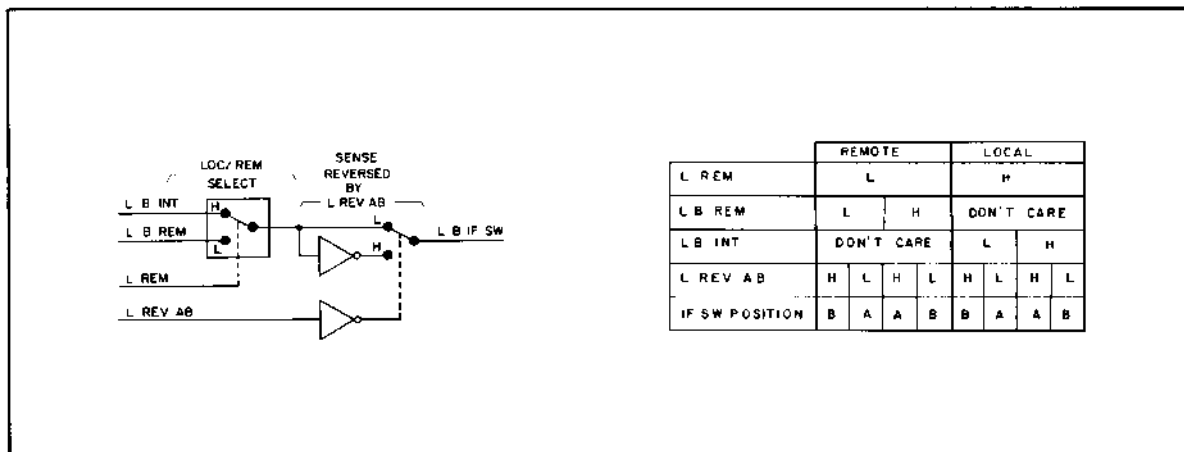 LOC/REM
SELECT
SENSE
REVERSED
BY
L REV AB
L B INT
H
L B REM
L
L REM
L REV AB
L
H
L B IF SW
REMOTE LOCAL
L REM L H
L B REM L H DON'T CARE
L B INT DON'T CARE L H
L REV AB H L H L H L H L
IF SW POSITION B A A B B A A B